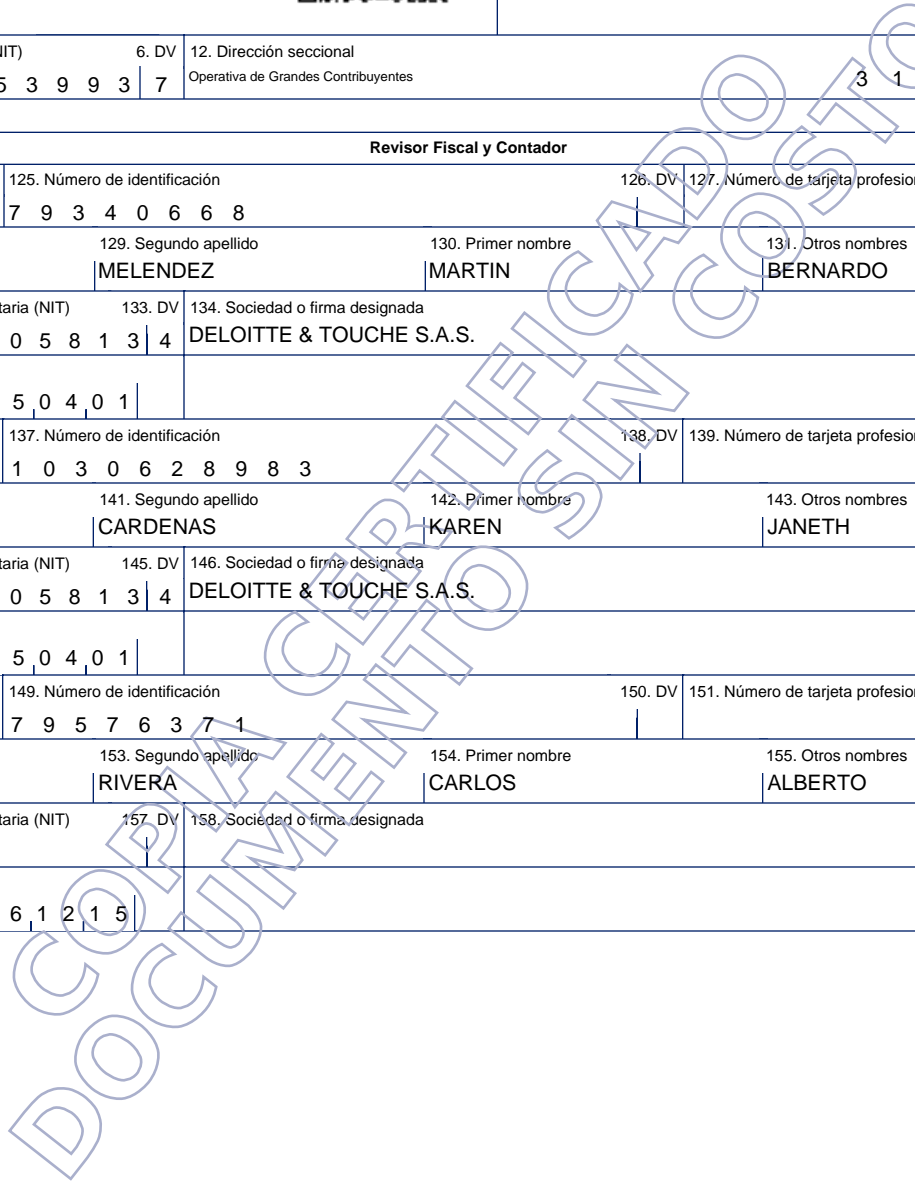 NIT) 6. DV 12. Dirección seccional
5 3 9 9 3 7 Operativa de Grandes Contribuyentes 3 1
Revisor Fiscal y Contador
125. Número de identificación 126. DV 127. Número de tarjeta profesion
7 9 3 4 0 6 6 8
129. Segundo apellido 130. Primer nombre 131. Otros nombres
MELENDEZ MARTIN BERNARDO
taria (NIT) 133. DV 134. Sociedad o firma designada
0 5 8 1 3 4 DELOITTE & TOUCHE S.A.S.
5 0 4 0 1
137. Número de identificación 138. DV 139. Número de tarjeta profesion
1 0 3 0 6 2 8 9 8 3
141. Segundo apellido 142. Primer nombre 143. Otros nombres
CARDENAS KAREN JANETH
taria (NIT) 145. DV 146. Sociedad o firma designada
0 5 8 1 3 4 DELOITTE & TOUCHE S.A.S.
5 0 4 0 1
149. Número de identificación 150. DV 151. Número de tarjeta profesion
7 9 5 7 6 3 7 1
153. Segundo apellido 154. Primer nombre 155. Otros nombres
RIVERA CARLOS ALBERTO
taria (NIT) 157. DV 158. Sociedad o firma designada
6 1 2 1 5
COPIA CERTIFICADO
DOCUMENTO SIN COSTO